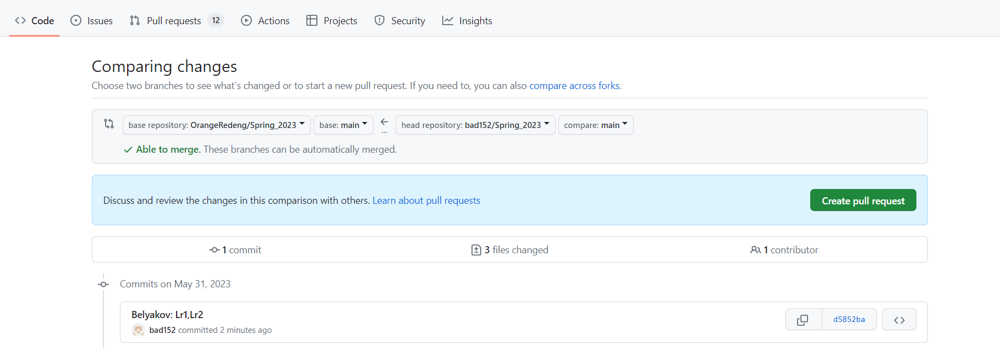 Code Issues Pull requests 12 Actions Projects Security Insights
Comparing changes
Choose two branches to see what's changed or to start a new pull request. If you need to, you can also compare across forks.
base repository: OrangeRedeng/Spring_2023 base: main ... head repository: bad152/Spring_2023 compare: main
Able to merge. These branches can be automatically merged.
Discuss and review the changes in this comparison with others. Learn about pull requests Create pull request
1 commit 3 files changed 1 contributor
Commits on May 31, 2023
Belyakov: Lr1,Lr2
d5852ba
bad152 committed 2 minutes ago